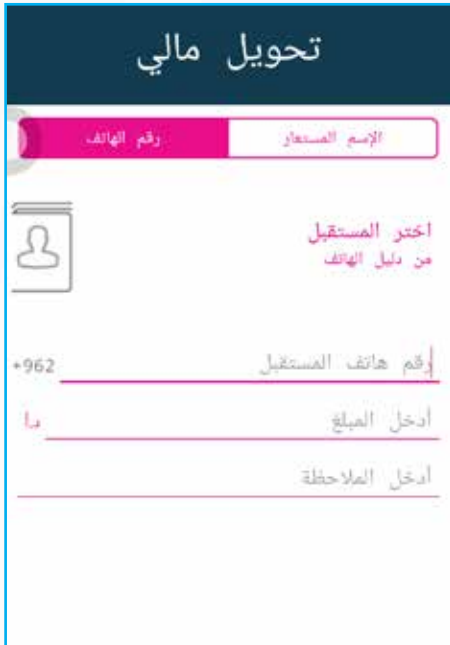 تحويل مالي
الإسم المستعار
رقم الهاتف
اختر المستقبل
من دليل الهاتف
رقم هاتف المستقبل
+962
أدخل المبلغ
د.ا
أدخل الملاحظة